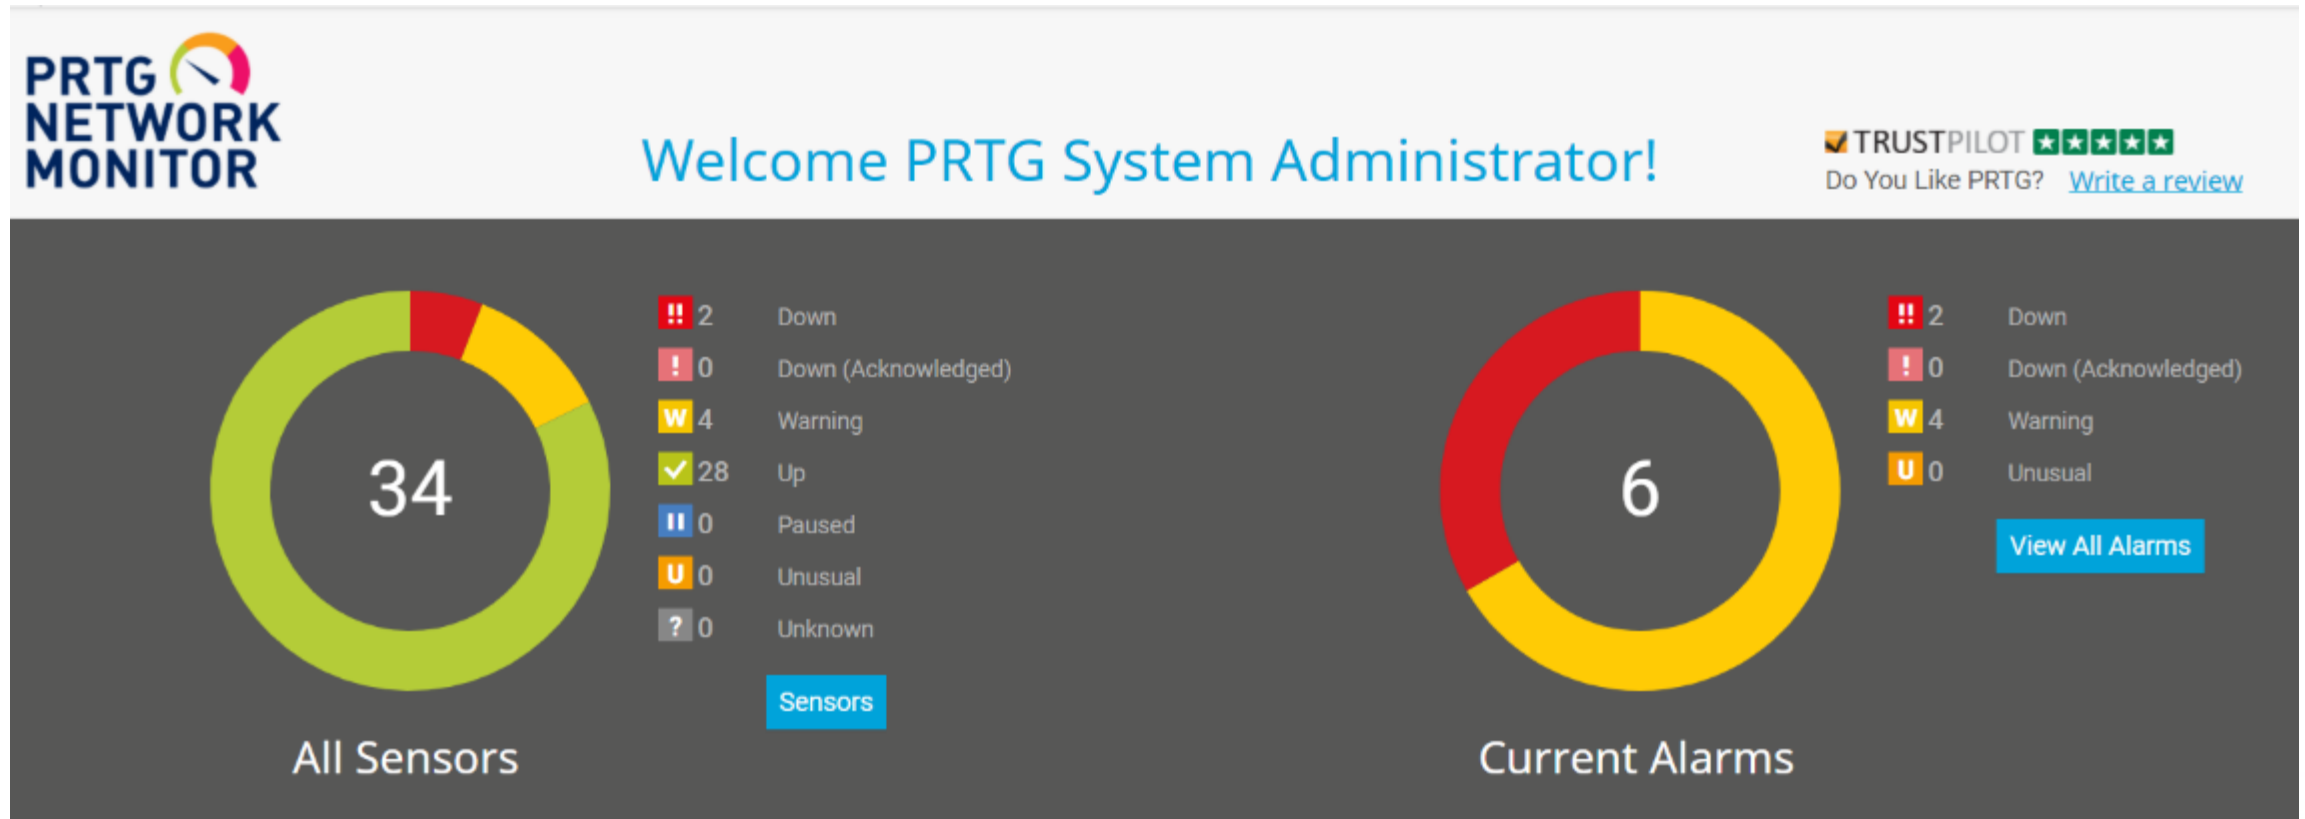 PRTG
NETWORK
MONITOR
Welcome PRTG System Administrator!
TRUSTPILOT
Do You Like PRTG? Write a review
34
All Sensors
!! 2 Down
! 0 Down (Acknowledged)
W 4 Warning
28 Up
0 Paused
U 0 Unusual
? 0 Unknown
Sensors
6
Current Alarms
!! 2 Down
! 0 Down (Acknowledged)
W 4 Warning
U 0 Unusual
View All Alarms